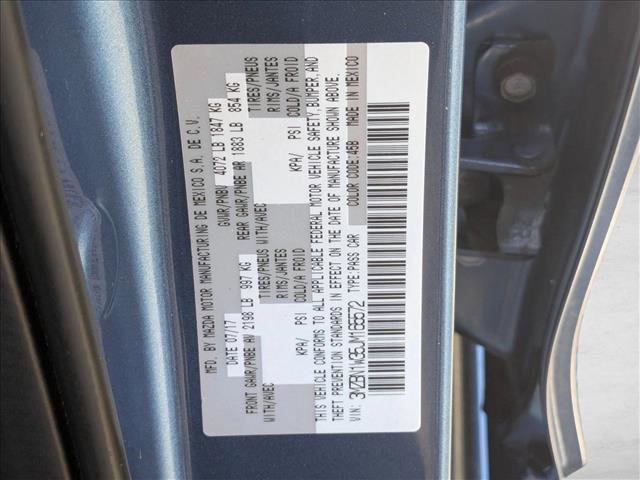 MFD. BY MAZDA MOTOR MANUFACTURING DE MEXICO S.A. DE C.V.
DATE 07/17 GVWR/PNBV 4072 LB 1847 KG
FRONT GAWR/PNBE AV 2198 LB 997 KG REAR GAWR/PNBE AR 1883 LB 854 KG
WITH/AVEC TIRES/PNEUS WITH/AVEC TIRES/PNEUS
RIMS/JANTES RIMS/JANTES
KPA/ PSI COLD/A FROID KPA/ PSI COLD/A FROID
THIS VEHICLE CONFORMS TO ALL APPLICABLE FEDERAL MOTOR VEHICLE SAFETY, BUMPER, AND
THEFT PREVENTION STANDARDS IN EFFECT ON THE DATE OF MANUFACTURE SHOWN ABOVE.
VIN: 3MZBN1W35JM166572 TYPE:PASS CAR COLOR CODE:45B MADE IN MEXICO